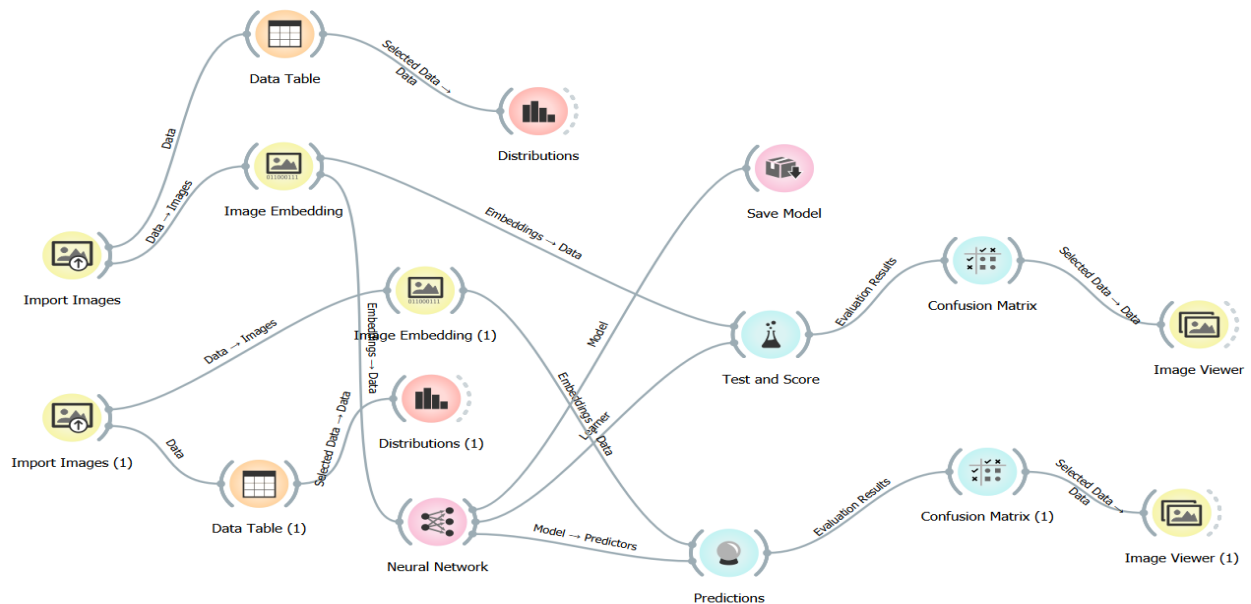 Data Table
Selected Data →
Data
Distributions
Data
Data → Images
Image Embedding
Import Images
Embeddings → Data
Save Model
Image Embedding (1)
Embeddings → Data
Data → Images
Model
Evaluation Results
Confusion Matrix
Selected Data → Data
Test and Score
Image Viewer
Import Images (1)
Data
Selected Data → Data
Distributions (1)
Embeddings → Data
Learner
Data Table (1)
Neural Network
Model → Predictors
Predictions
Evaluation Results
Confusion Matrix (1)
Selected Data →
Data
Image Viewer (1)
011000111
011000111